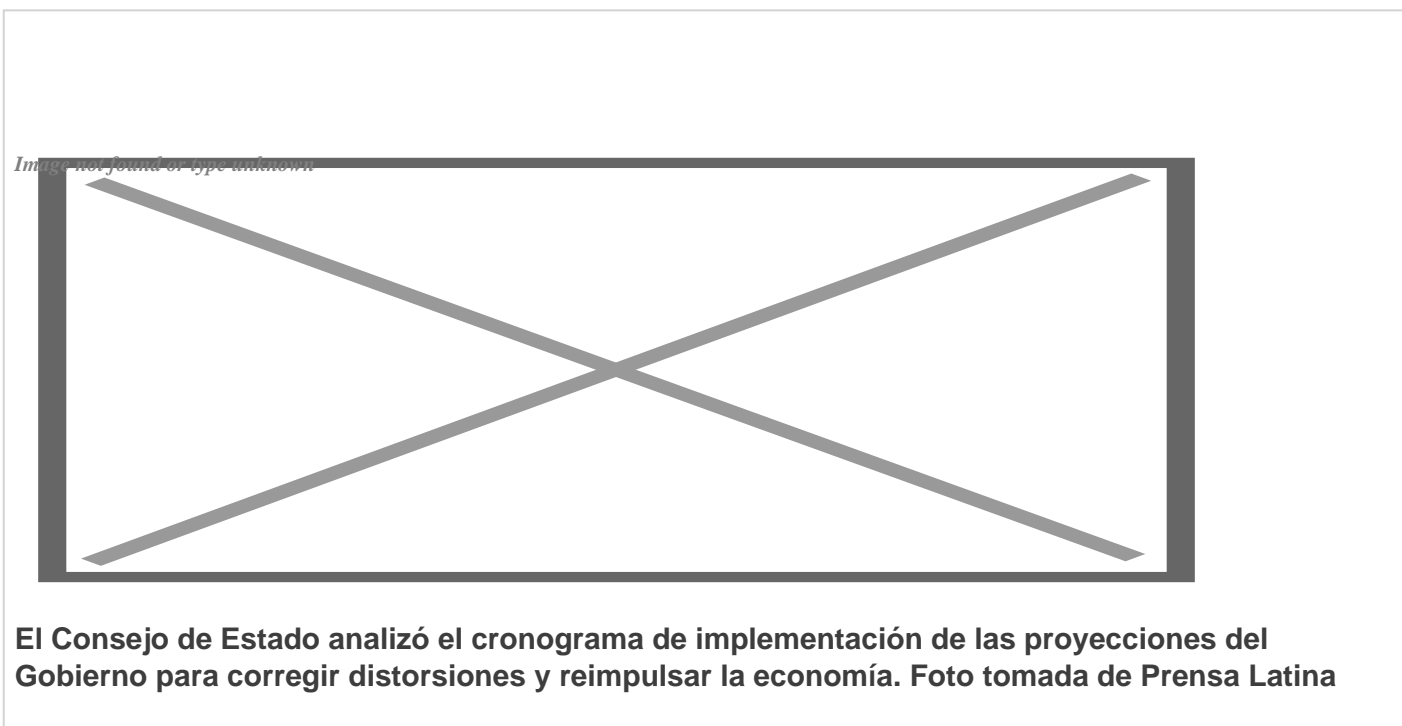 Image not found or type unknown
El Consejo de Estado analizó el cronograma de implementación de las proyecciones del
Gobierno para corregir distorsiones y reimpulsar la economía. Foto tomada de Prensa Latina